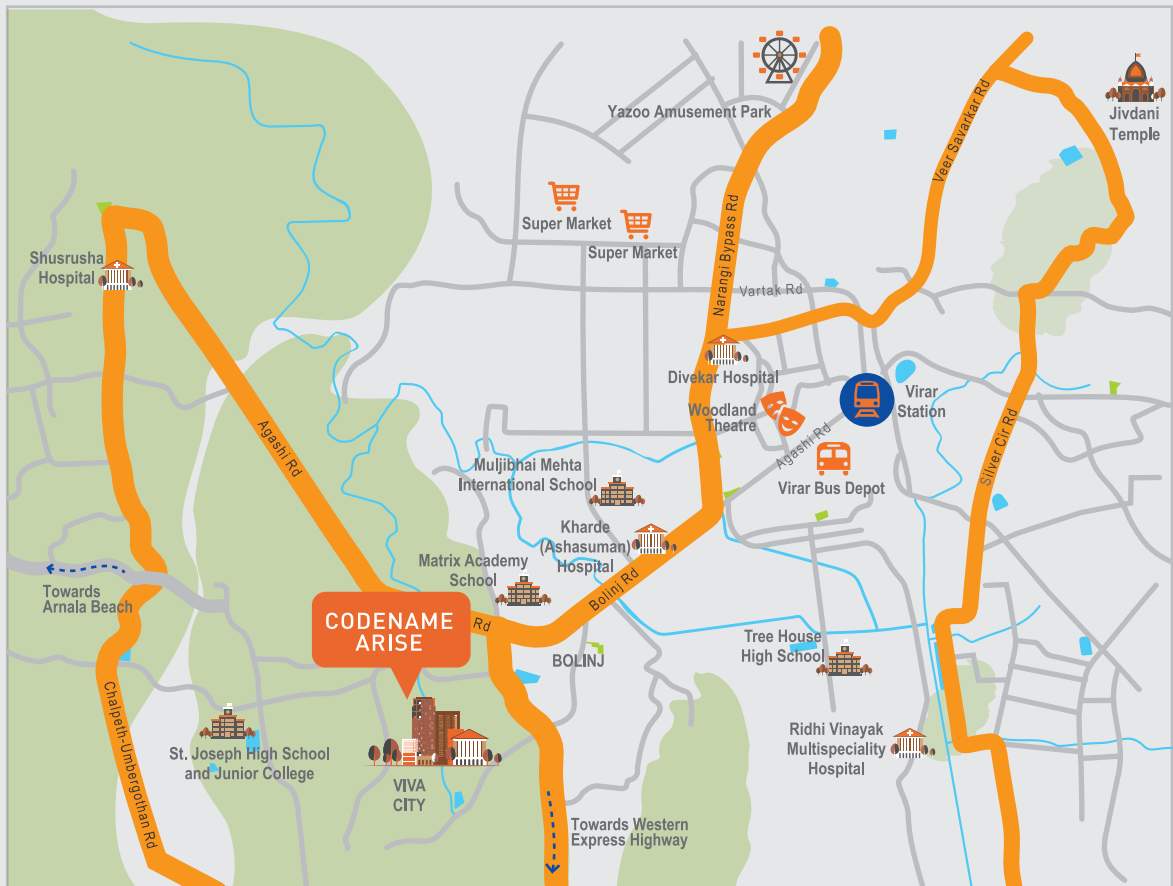 Yazoo Amusement Park
Jivdani
Temple
Veer Savarkar Rd
Super Market
Super Market
Narangi Bypass Rd
Shusrusha
Hospital
Vartak Rd
Divekar Hospital
Woodland
Theatre
Virar
Station
Agashi Rd
Agashi Rd
Silver Cir Rd
Muljibhai Mehta
International School
Virar Bus Depot
Kharde
(Ashasuman)
Hospital
Matrix Academy
School
Bolinj Rd
Towards
Arnala Beach
CODENAME
ARISE
Rd
BOLINJ
Tree House
High School
Chalpeth-Umbergothan Rd
St. Joseph High School
and Junior College
VIVA
CITY
Ridhi Vinayak
Multispeciality
Hospital
Towards Western
Express Highway